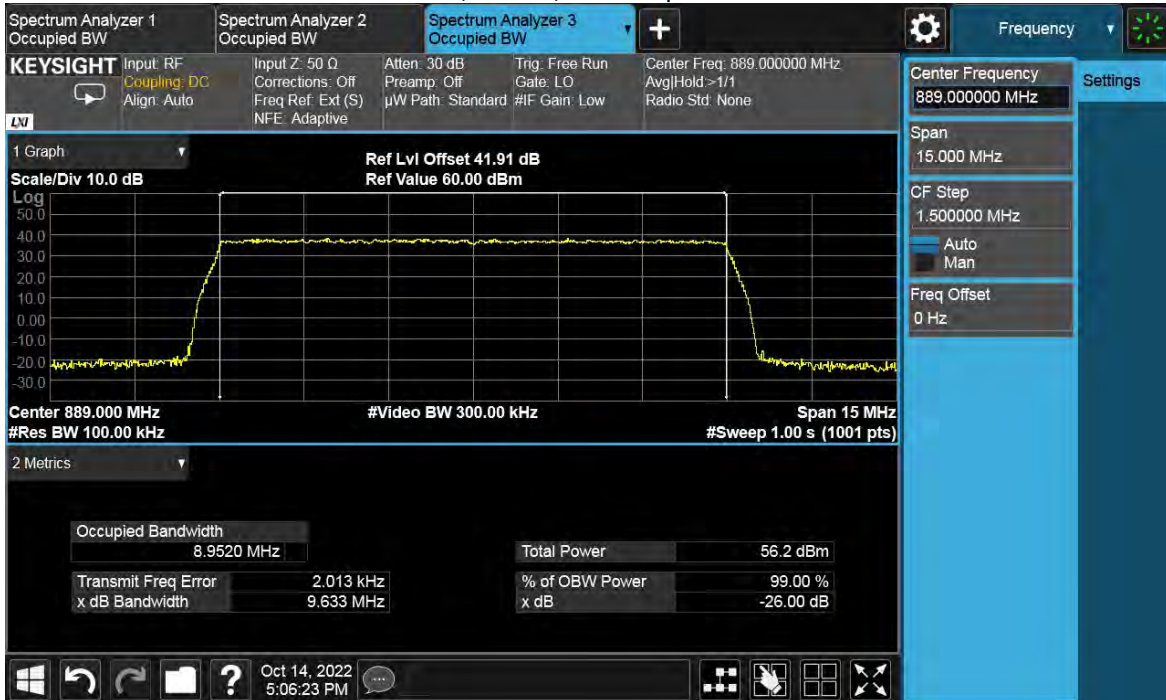 Spectrum Analyzer 1
Occupied BW
Spectrum Analyzer 2
Occupied BW
Spectrum Analyzer 3
Occupied BW
Frequency
KEYSIGHT
LXI
Input: RF
Coupling: DC
Align: Auto
Input Z: 50 Ω
Corrections: Off
Freq Ref: Ext (S)
NFE: Adaptive
Atten: 30 dB
Preamp: Off
µW Path: Standard
Trig: Free Run
Gate: LO
#IF Gain: Low
Center Freq: 889.000000 MHz
Avg|Hold:>1/1
Radio Std: None
Center Frequency
889.000000 MHz
Settings
Span
15.000 MHz
CF Step
1.500000 MHz
Auto
Man
Freq Offset
0 Hz
1 Graph
Scale/Div 10.0 dB
Ref Lvl Offset 41.91 dB
Ref Value 60.00 dBm
Log
50.0
40.0
30.0
20.0
10.0
0.00
-10.0
-20.0
-30.0
Center 889.000 MHz
#Video BW 300.00 kHz
Span 15 MHz
#Res BW 100.00 kHz
#Sweep 1.00 s (1001 pts)
2 Metrics
Occupied Bandwidth
8.9520 MHz
Total Power 56.2 dBm
Transmit Freq Error 2.013 kHz
% of OBW Power 99.00 %
x dB Bandwidth 9.633 MHz
x dB -26.00 dB
?
Oct 14, 2022
5:06:23 PM